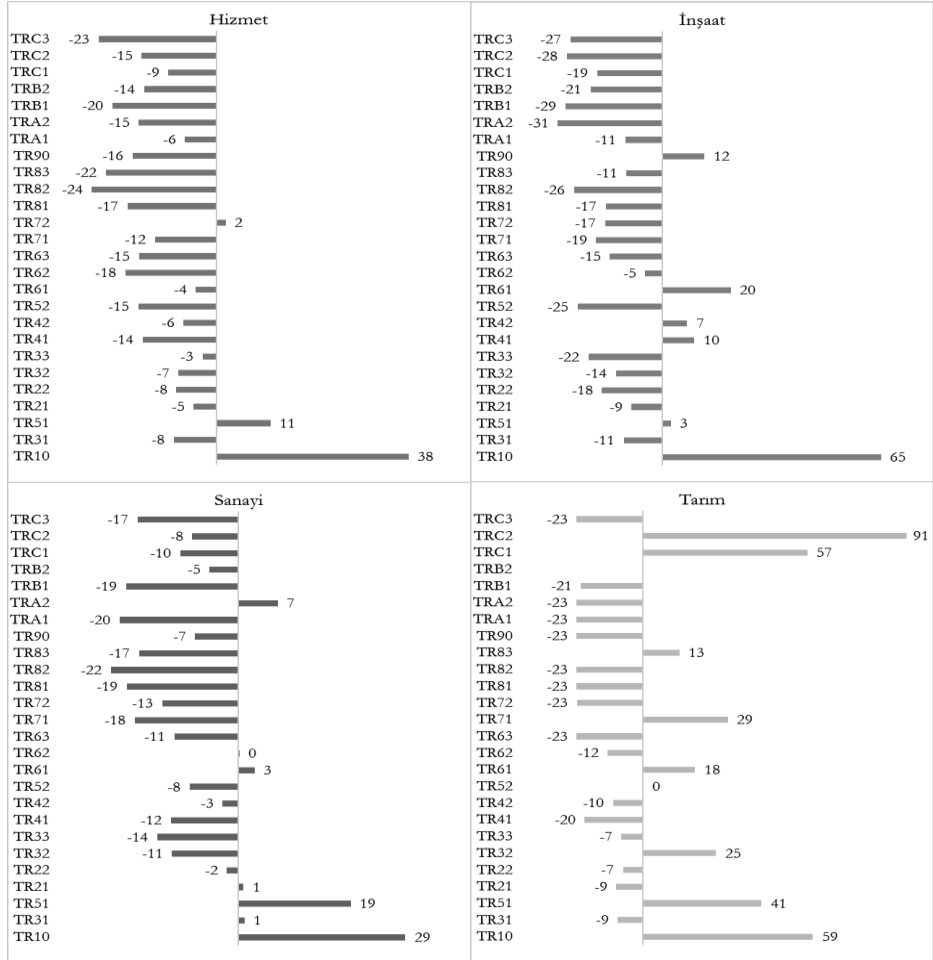 Hizmet
TRC3 -23
TRC2 -15
TRC1 -9
TRB2 -14
TRB1 -20
TRA2 -15
TRA1 -6
TR90 -16
TR83 -22
TR82 -24
TR81 -17
TR72 2
TR71 -12
TR63 -15
TR62 -18
TR61 -4
TR52 -15
TR42 -6
TR41 -14
TR33 -3
TR32 -7
TR22 -8
TR21 -5
TR51 11
TR31 -8
TR10 38
İnşaat
TRC3 -27
TRC2 -28
TRC1 -19
TRB2 -21
TRB1 -29
TRA2 -31
TRA1 -11
TR90 12
TR83 -11
TR82 -26
TR81 -17
TR72 -17
TR71 -19
TR63 -15
TR62 -5
TR61 20
TR52 -25
TR42 7
TR41 10
TR33 -22
TR32 -14
TR22 -18
TR21 -9
TR51 3
TR31 -11
TR10 65
Sanayi
TRC3 -17
TRC2 -8
TRC1 -10
TRB2 -5
TRB1 -19
TRA2 7
TRA1 -20
TR90 -7
TR83 -17
TR82 -22
TR81 -19
TR72 -13
TR71 -18
TR63 -11
TR62 0
TR61 3
TR52 -8
TR42 -3
TR41 -12
TR33 -14
TR32 -11
TR22 -2
TR21 1
TR51 19
TR31 1
TR10 29
Tarım
TRC3 -23
TRC2 91
TRC1 57
TRB2
TRB1 -21
TRA2 -23
TRA1 -23
TR90 -23
TR83 13
TR82 -23
TR81 -23
TR72 -23
TR71 29
TR63 -23
TR62 -12
TR61 18
TR52 0
TR42 -10
TR41 -20
TR33 -7
TR32 25
TR22 -7
TR21 -9
TR51 41
TR31 -9
TR10 59